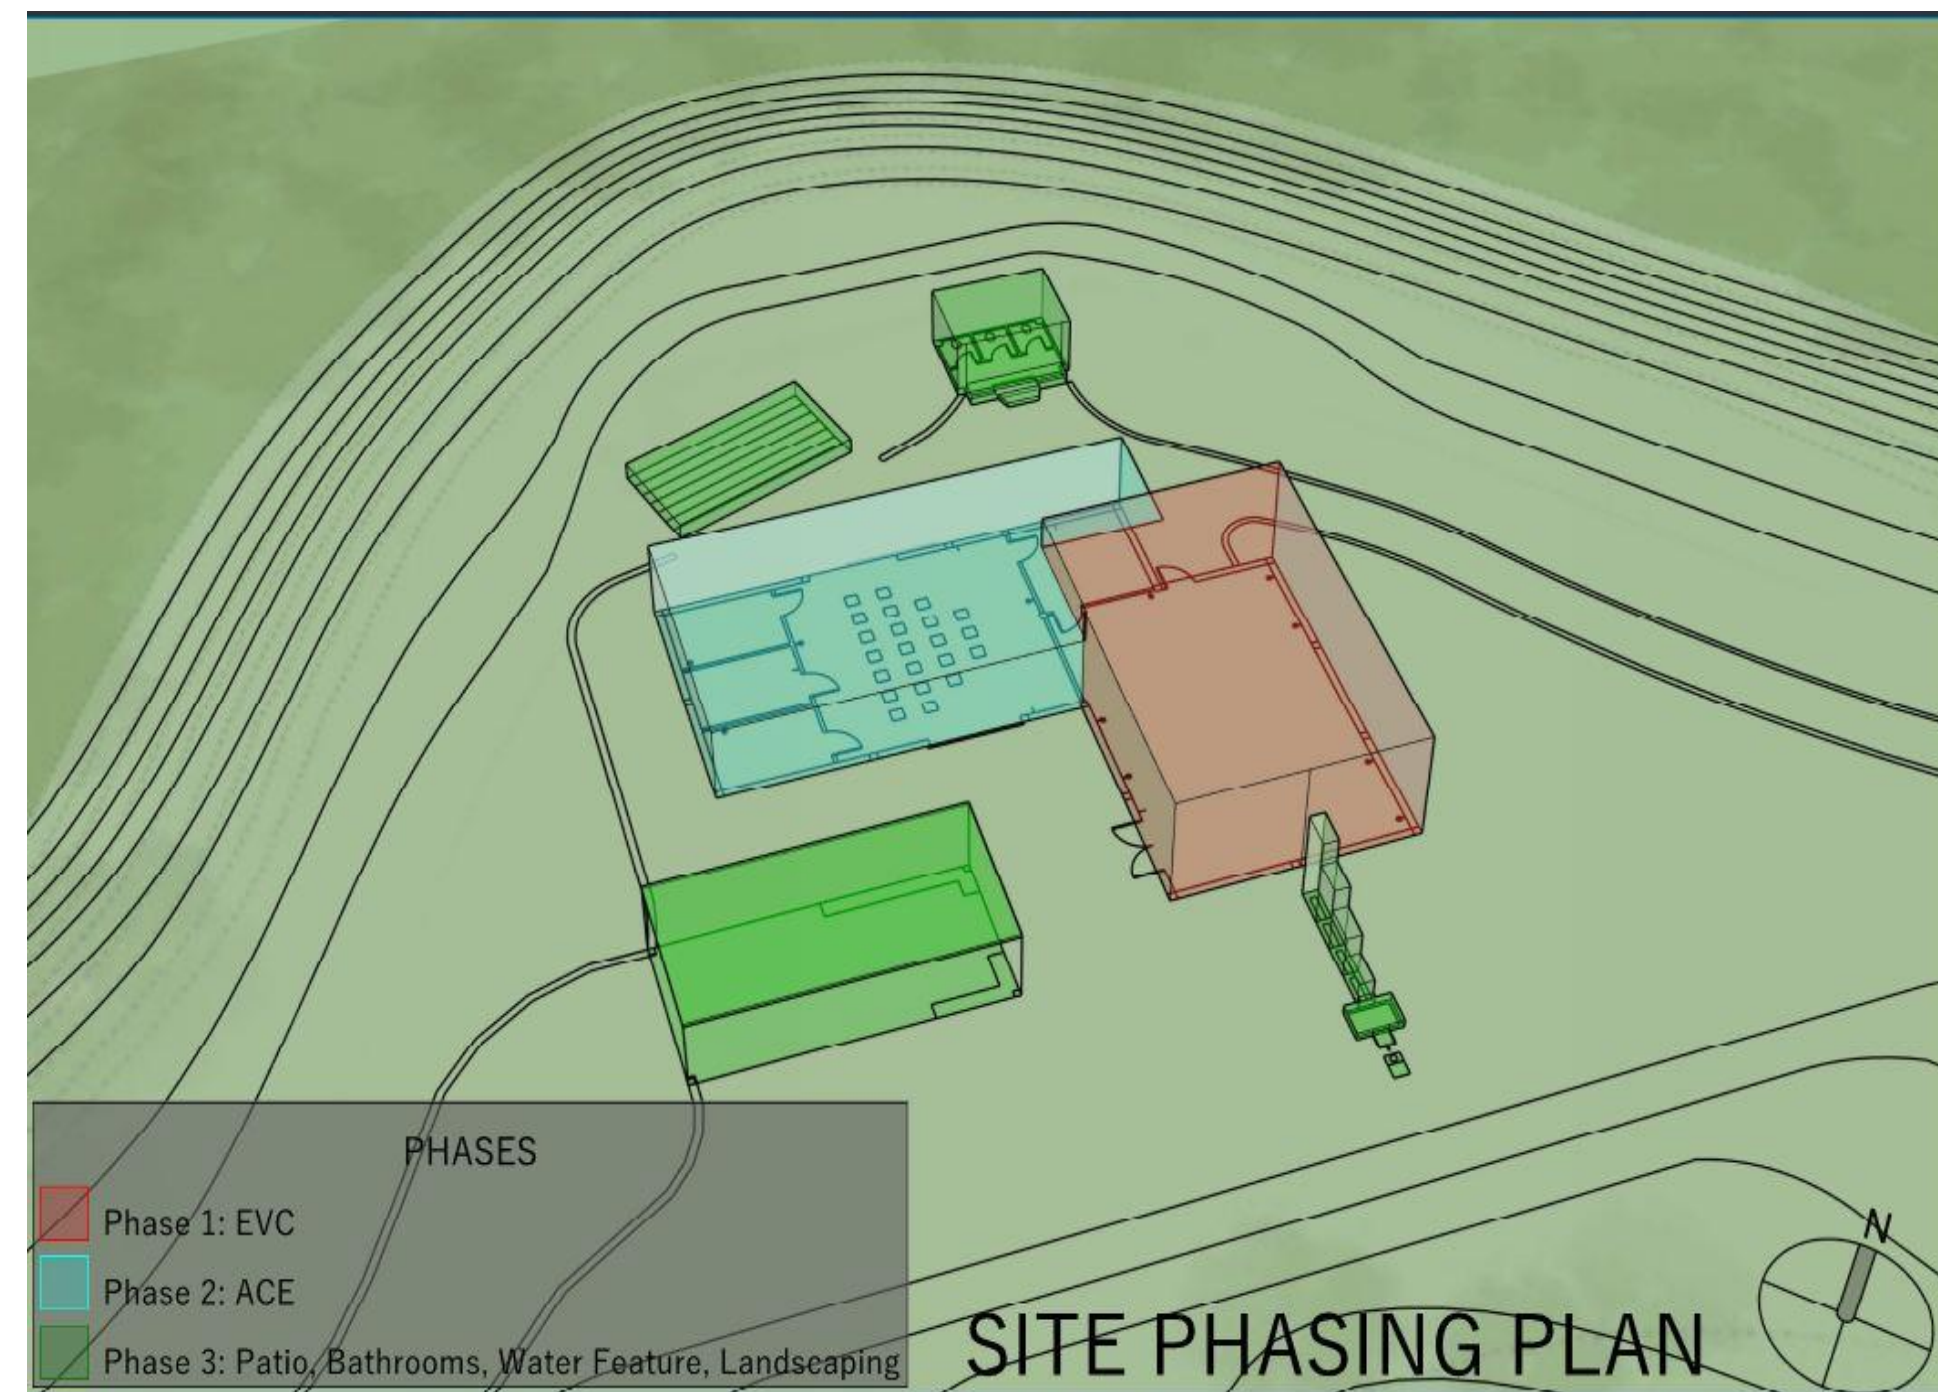 PHASES
Phase 1: EVC
Phase 2: ACE
Phase 3: Patio, Bathrooms, Water Feature, Landscaping
SITE PHASING PLAN
N